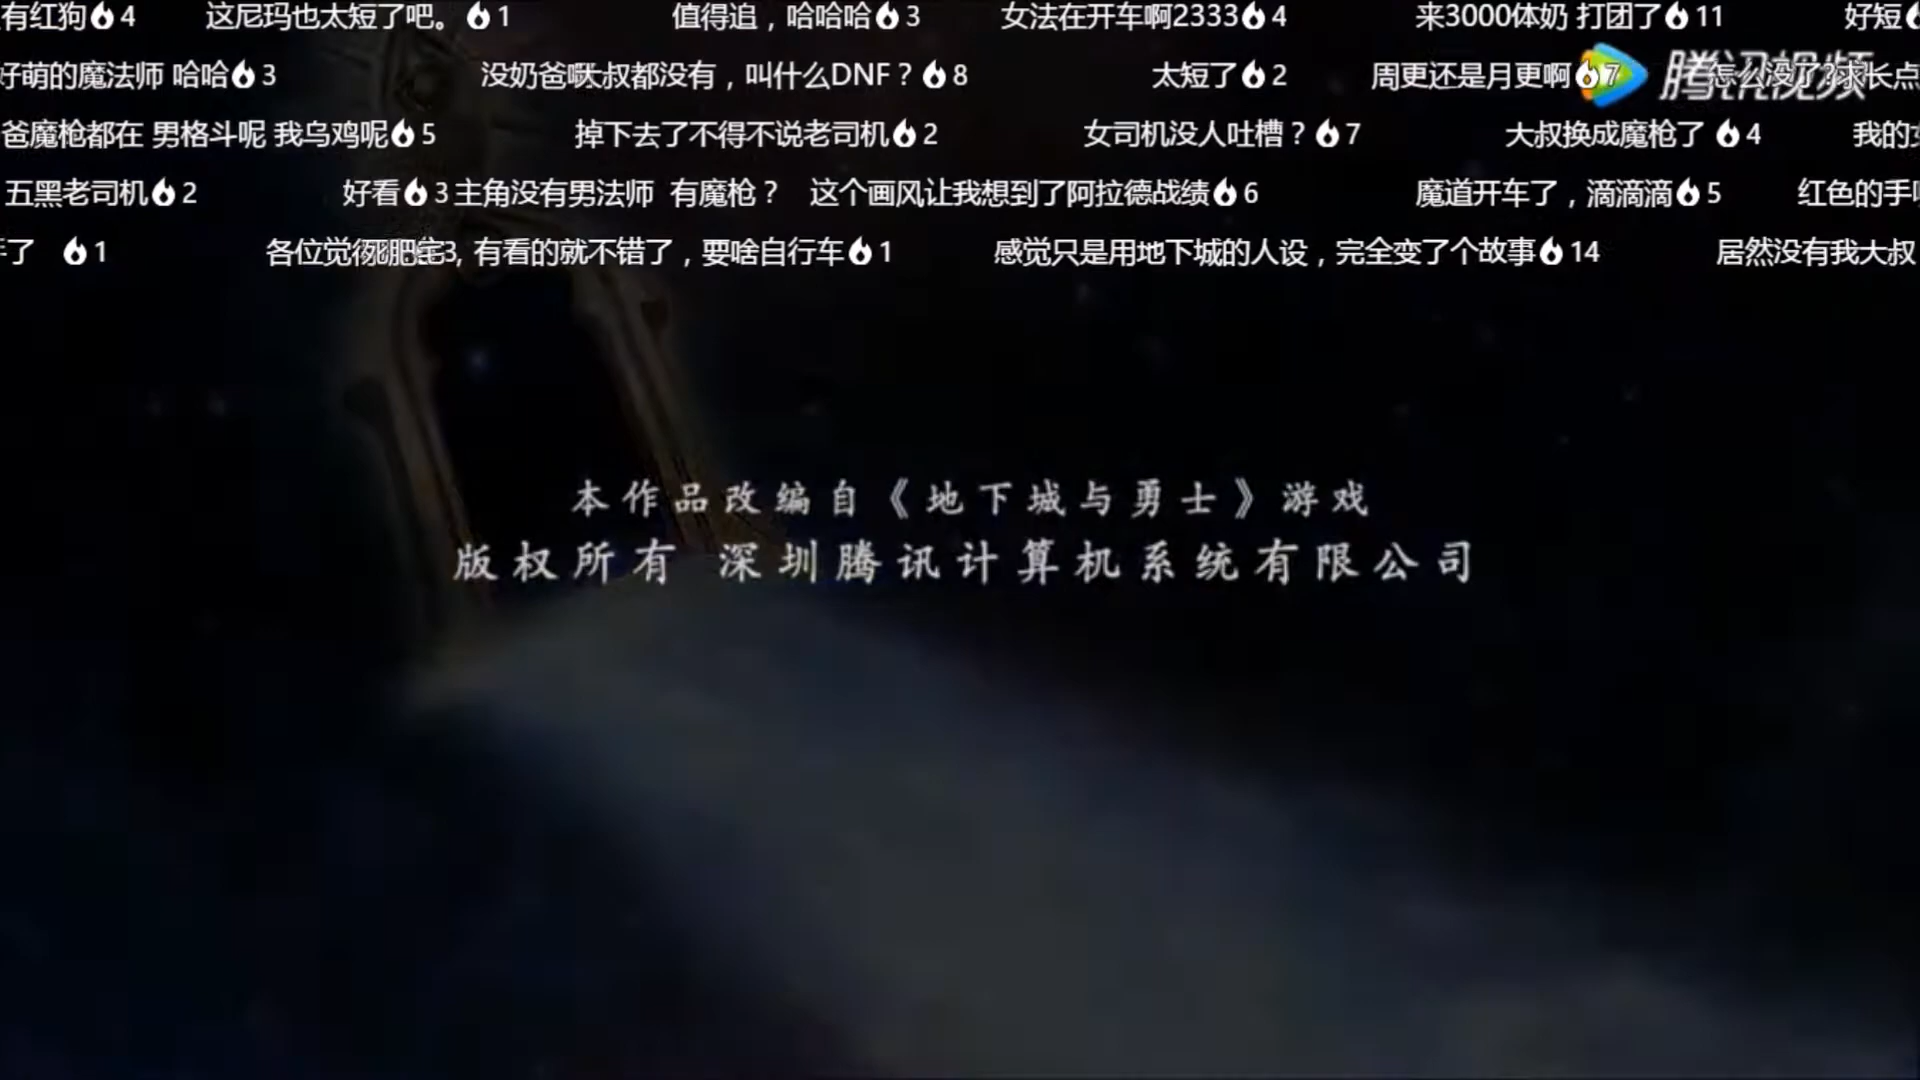 有红狗 4 这尼玛也太短了吧。 1 值得追，哈哈哈 3 女法在开车啊2333 4 来3000体奶 打团了 11 好短
好萌的魔法师 哈哈 3 没奶爸 大叔都没有，叫什么DNF？ 8 太短了 2 周更还是月更啊 7 腾讯视频
爸魔枪都在 男格斗呢 我乌鸡呢 5 掉下去了不得不说老司机 2 女司机没人吐槽？ 7 大叔换成魔枪了 4 我的
五黑老司机 2 好看 3 主角没有男法师 有魔枪？ 这个画风让我想到了阿拉德战绩 6 魔道开车了，滴滴滴 5 红色的手
了 1 各位觉得 有看的就不错了，要啥自行车 1 感觉只是用地下城的人设，完全变了个故事 14 居然没有我大叔
本作品改编自《地下城与勇士》游戏
版权所有 深圳腾讯计算机系统有限公司